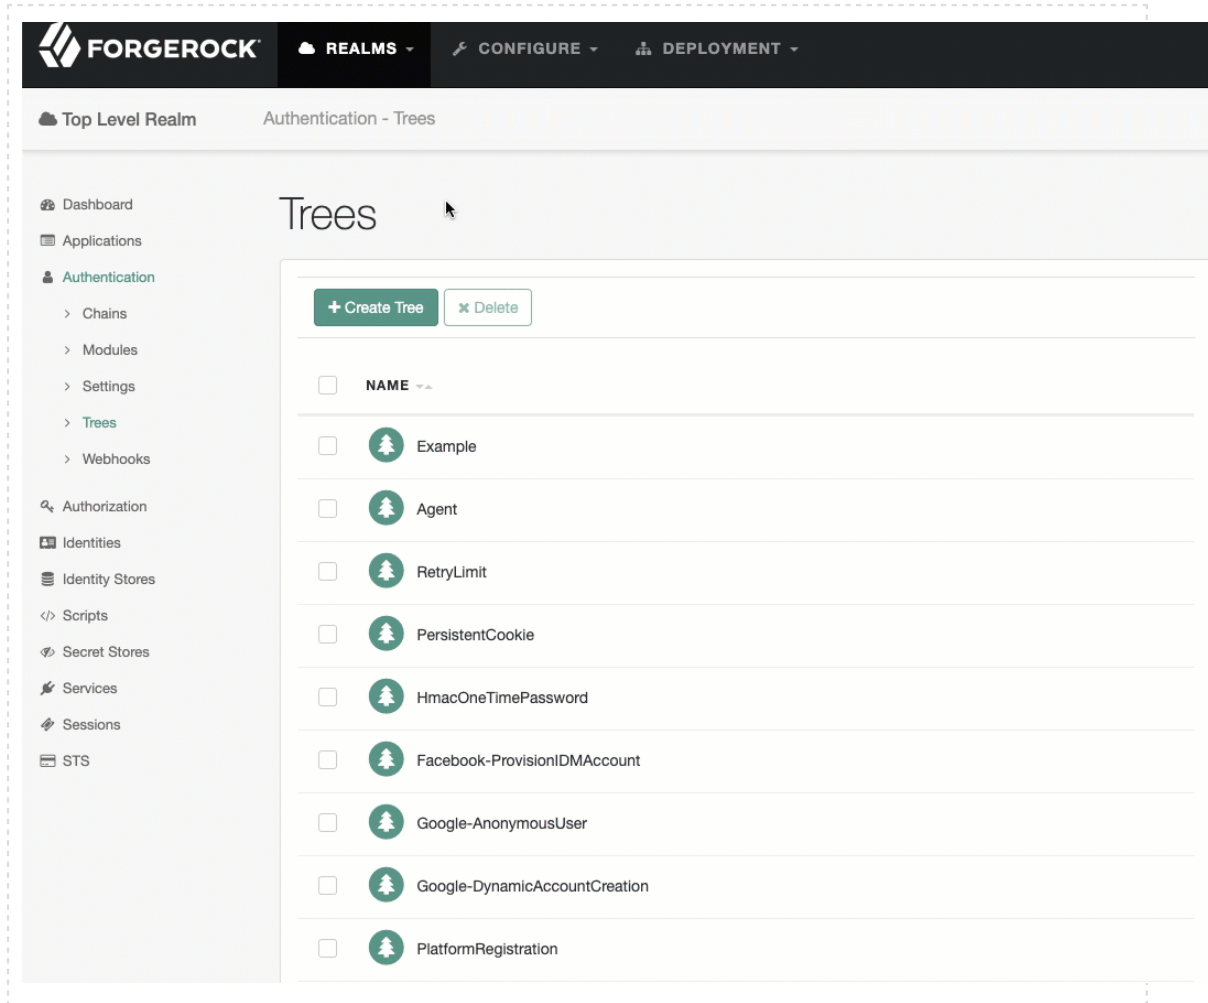 FORGEROCK REALMS CONFIGURE DEPLOYMENT
Top Level Realm Authentication - Trees
Dashboard
Applications
Authentication
Chains
Modules
Settings
Trees
Webhooks
Authorization
Identities
Identity Stores
Scripts
Secret Stores
Services
Sessions
STS
Trees
+ Create Tree × Delete
NAME
Example
Agent
RetryLimit
PersistentCookie
HmacOneTimePassword
Facebook-ProvisionIDMAccount
Google-AnonymousUser
Google-DynamicAccountCreation
PlatformRegistration